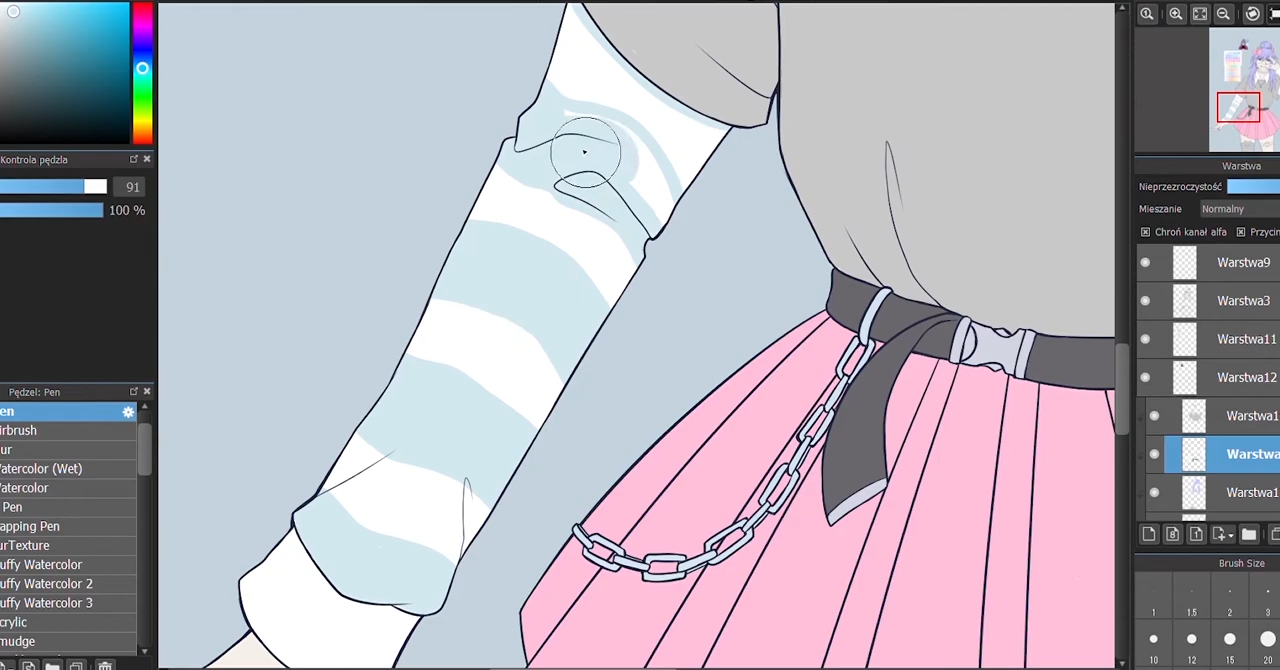 Kontrola pędzla
91
100 %
Pędzel: Pen
en
irbrush
ur
atercolor (Wet)
atercolor
Pen
apping Pen
urTexture
uffy Watercolor
uffy Watercolor 2
uffy Watercolor 3
crylic
mudge
Warstwa
Nieprzezroczystość
Mieszanie
Normalny
Chroń kanał alfa
Przycin
Warstwa9
Warstwa3
Warstwa11
Warstwa12
Warstwa1
Warstwa
Warstwa1
Brush Size
1 1.5 2 3
10 12 15 20